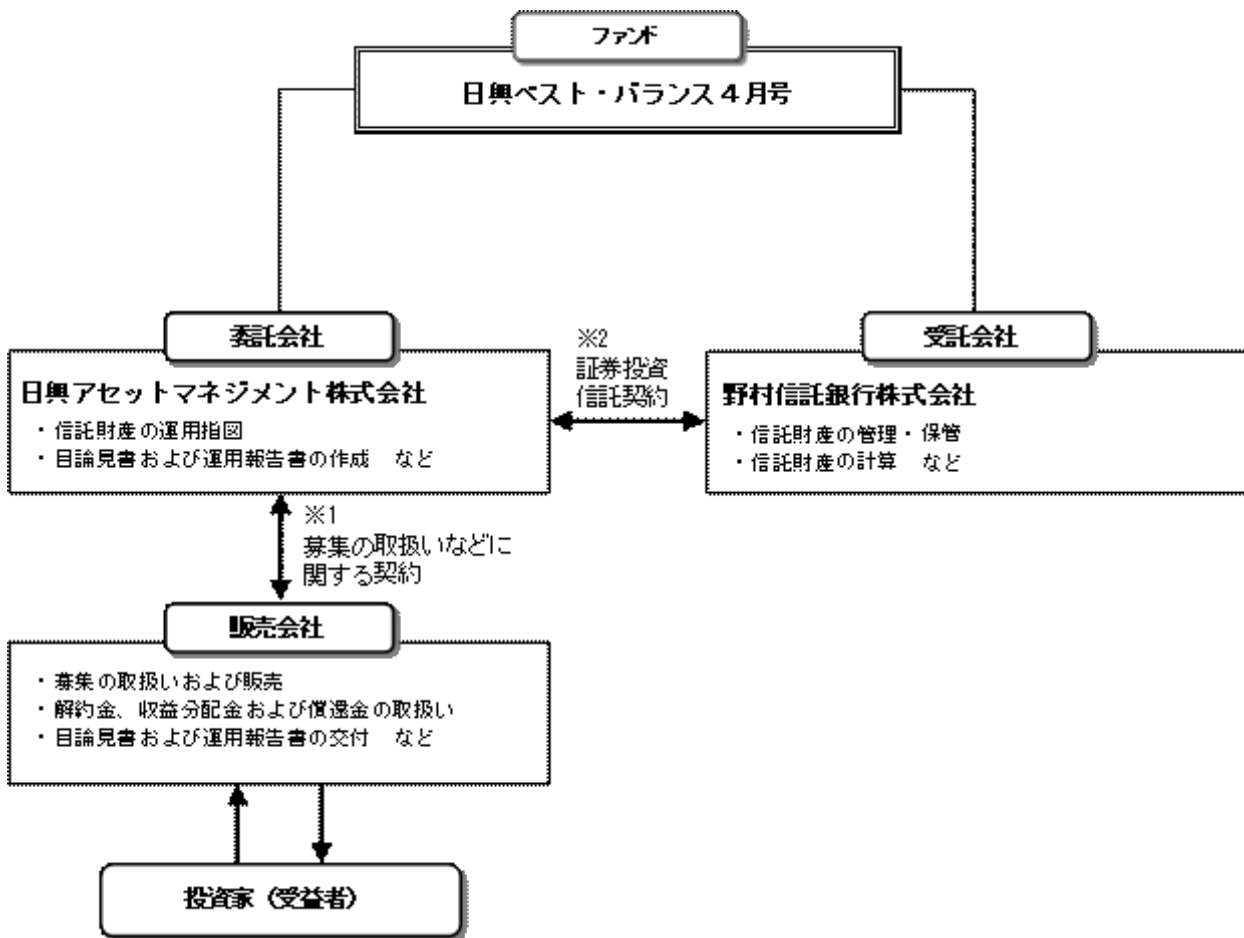 ファンド
日興ベスト・バランス４月号
委託会社
日興アセットマネジメント株式会社
・信託財産の運用指図
・目論見書および運用報告書の作成　など
※2
証券投資
信託契約
受託会社
野村信託銀行株式会社
・信託財産の管理・保管
・信託財産の計算　など
※1
募集の取扱いなどに
関する契約
販売会社
・募集の取扱いおよび販売
・解約金、収益分配金および償還金の取扱い
・目論見書および運用報告書の交付　など
投資家（受益者）